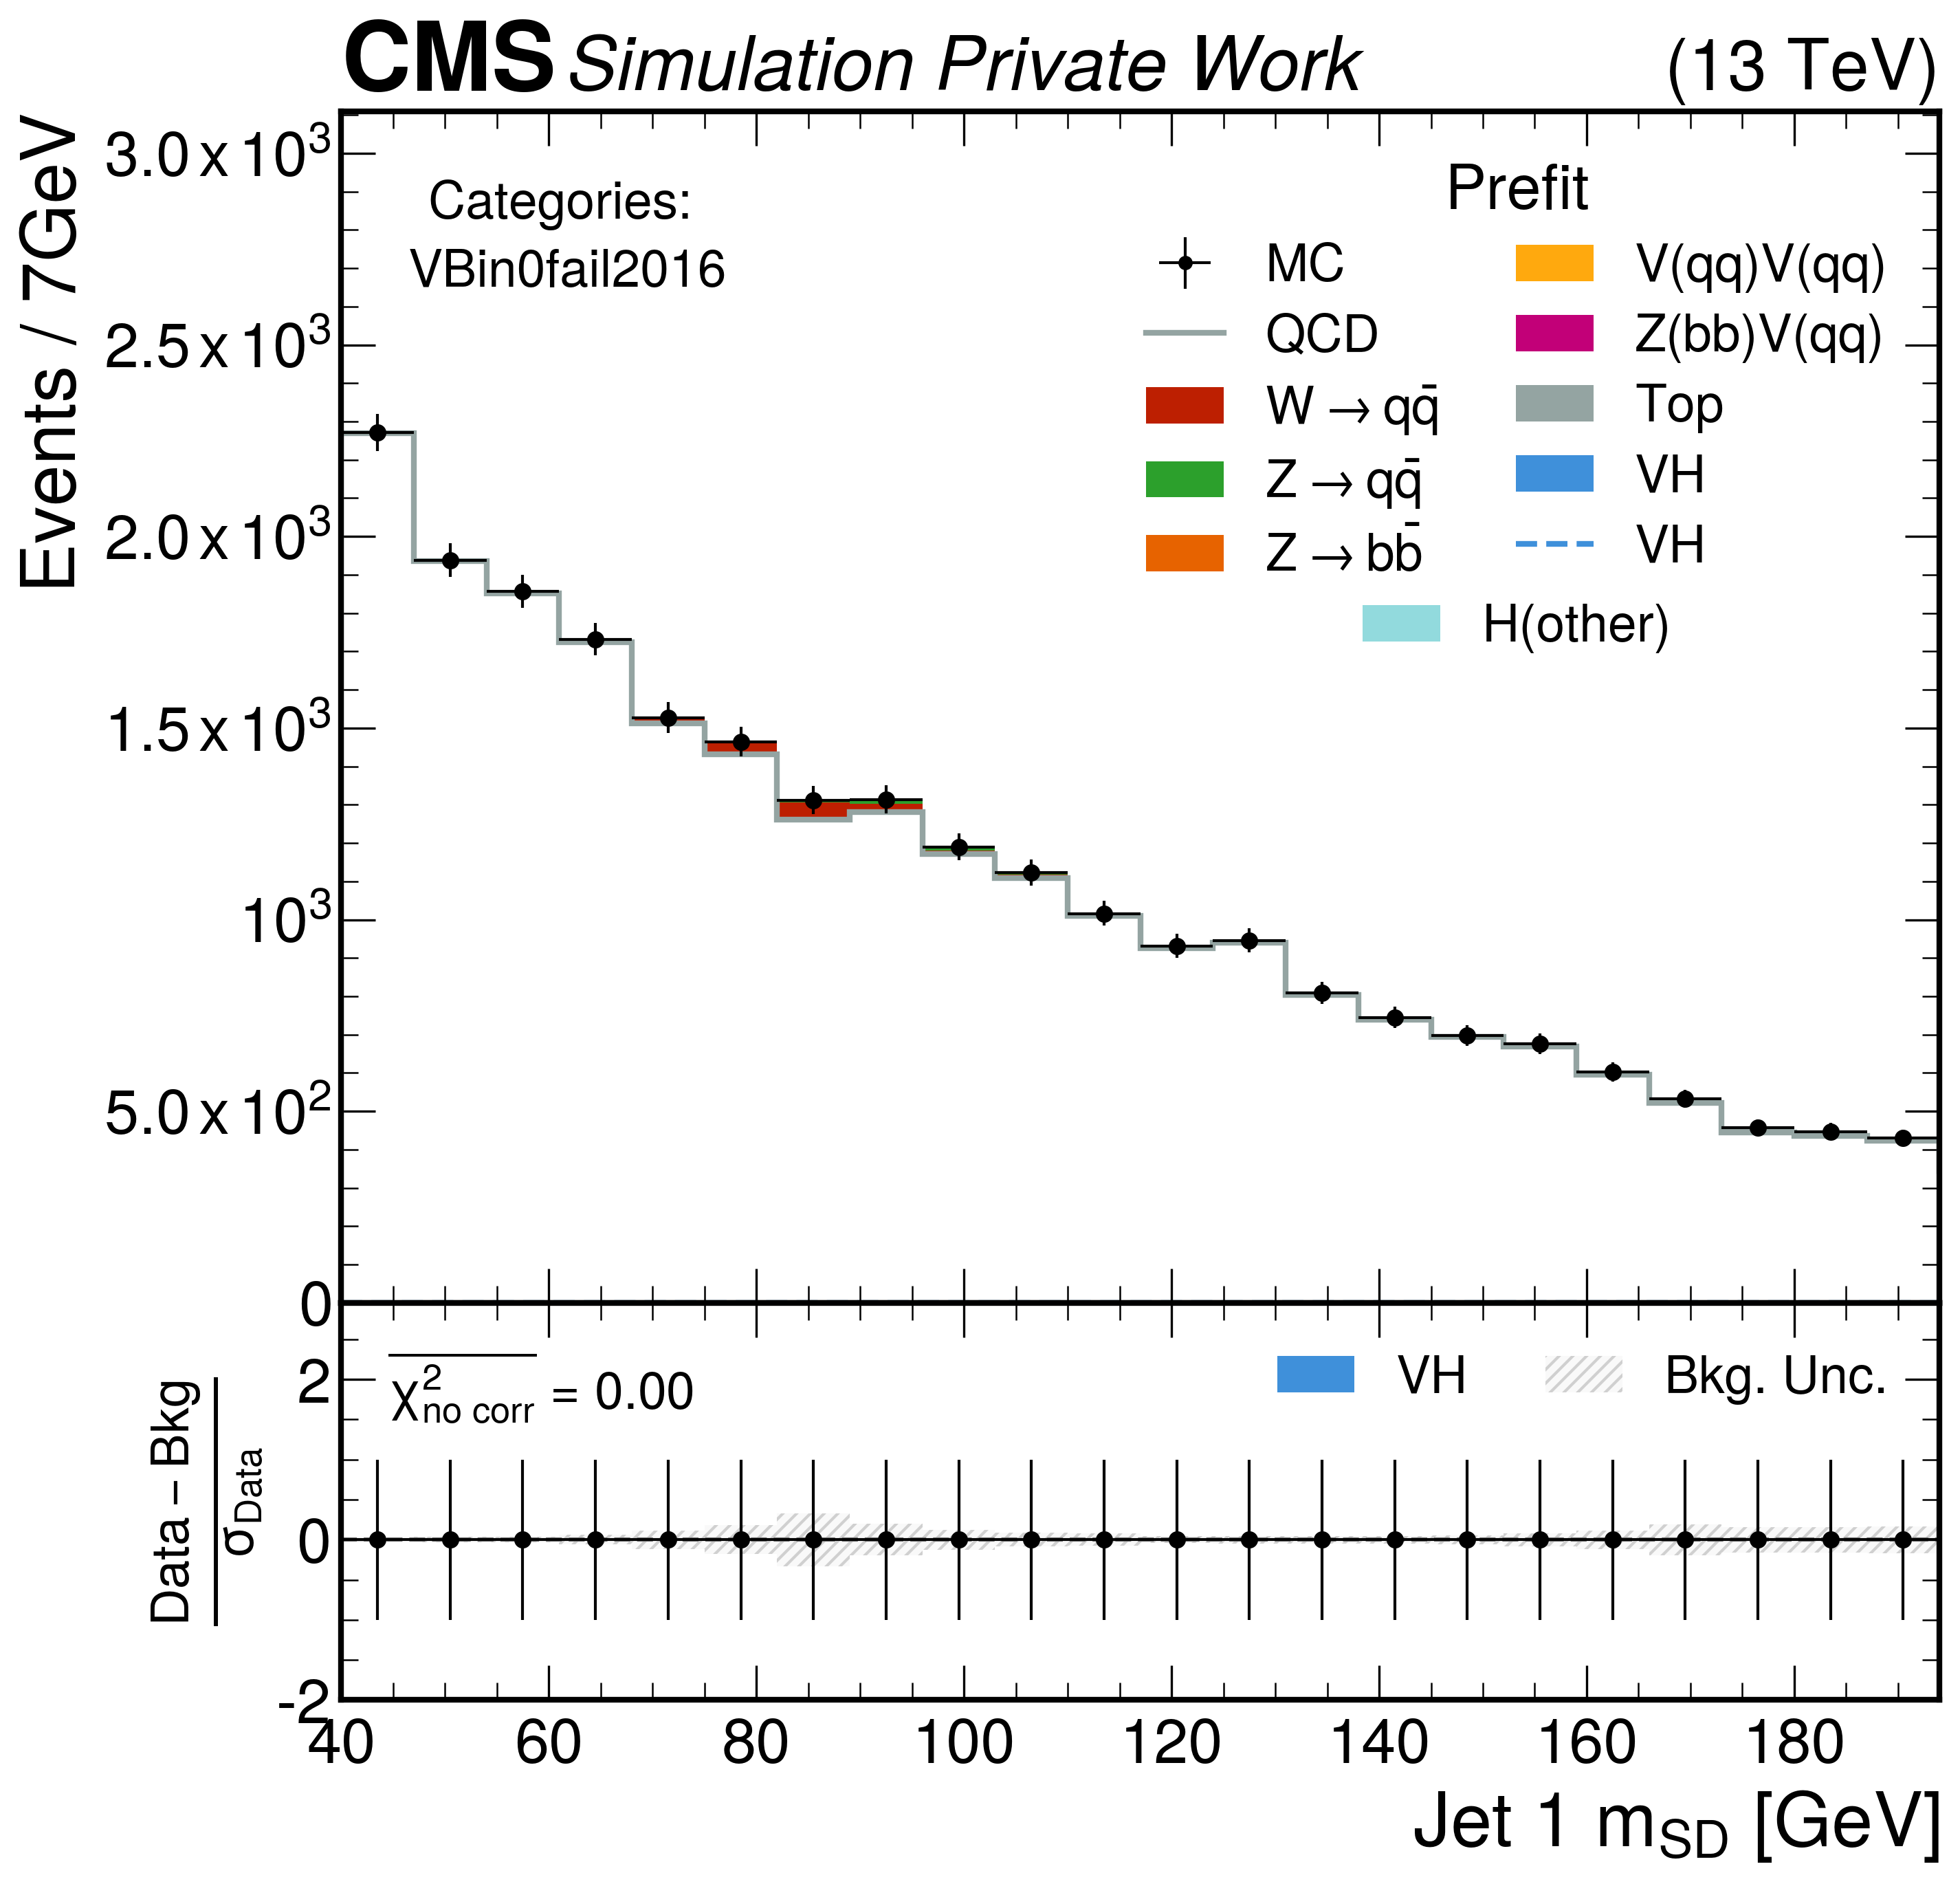 CMS Simulation Private Work (13 TeV)
Events / 7GeV
3.0 x 10³
2.5 x 10³
2.0 x 10³
1.5 x 10³
10³
5.0 x 10²
0
Categories:
VBin0fail2016
Prefit
MC
QCD
W → qq̄
Z → qq̄
Z → bb̄
V(qq)V(qq)
Z(bb)V(qq)
Top
VH
VH
H(other)
Data – Bkg
σ_Data
2
0
-2
χ²_no corr = 0.00
VH
Bkg. Unc.
40 60 80 100 120 140 160 180
Jet 1 m_SD [GeV]